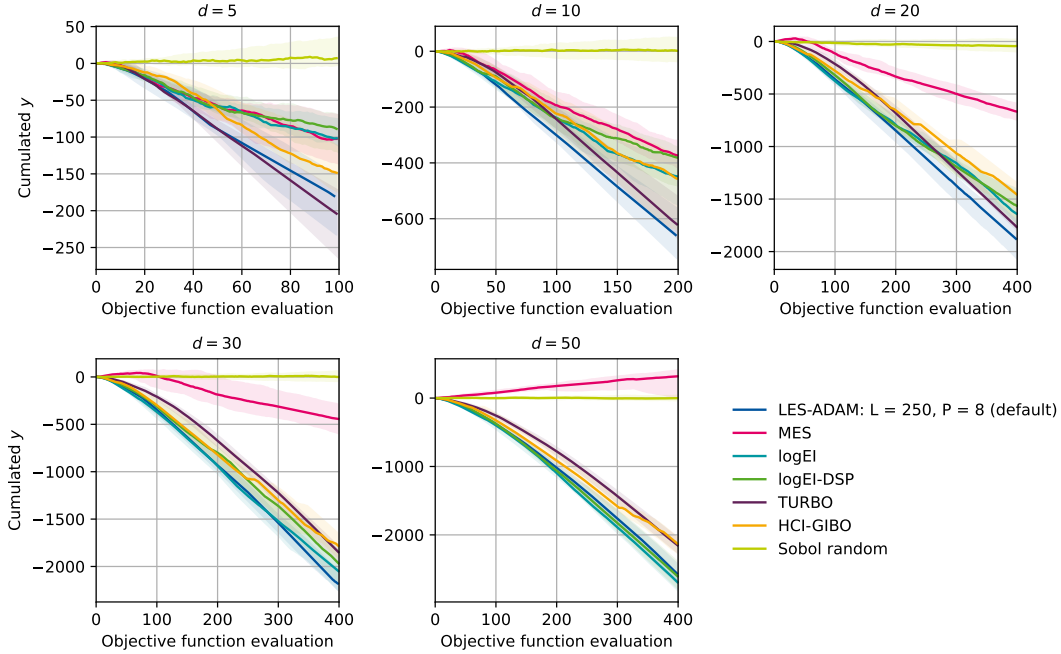 d = 5
d = 10
d = 20
50
0
−50
−100
−150
−200
−250
0
−200
−400
−600
0
−500
−1000
−1500
−2000
Cumulated y
0 20 40 60 80 100
0 50 100 150 200
0 100 200 300 400
Objective function evaluation
Objective function evaluation
Objective function evaluation
d = 30
d = 50
0
−500
−1000
−1500
−2000
0
−1000
−2000
Cumulated y
0 100 200 300 400
0 100 200 300 400
Objective function evaluation
Objective function evaluation
LES-ADAM: L = 250, P = 8 (default)
MES
logEI
logEI-DSP
TURBO
HCI-GIBO
Sobol random